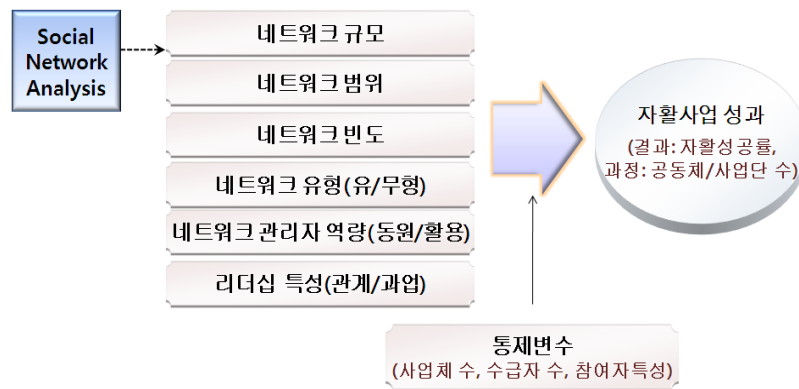 Social
Network
Analysis
네트워크 규모
네트워크 범위
네트워크 빈도
네트워크 유형(유/무형)
네트워크 관리자 역량(동원/활용)
리더십 특성(관계/과업)
자활사업 성과
(결과: 자활성공률,
과정: 공동체/사업단 수)
통제변수
(사업체 수, 수급자 수, 참여자특성)